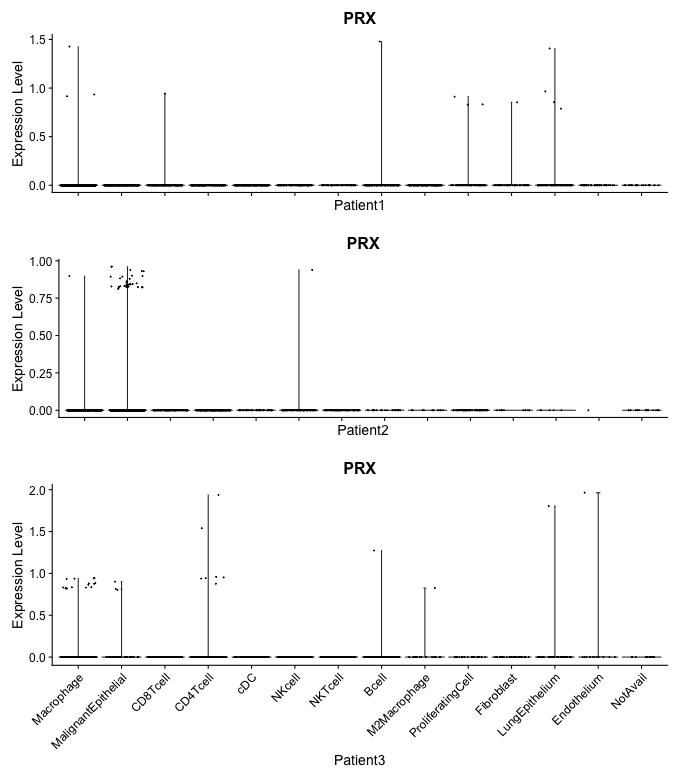 PRX
Expression Level
1.5
1.0
0.5
0.0
Patient1
PRX
Expression Level
1.00
0.75
0.50
0.25
0.00
Patient2
PRX
Expression Level
2.0
1.5
1.0
0.5
0.0
Macrophage
MalignantEpithelial
CD8Tcell
CD4Tcell
cDC
NKcell
NKTcell
Bcell
M2Macrophage
ProliferatingCell
Fibroblast
LungEpithelium
Endothelium
NotAvail
Patient3